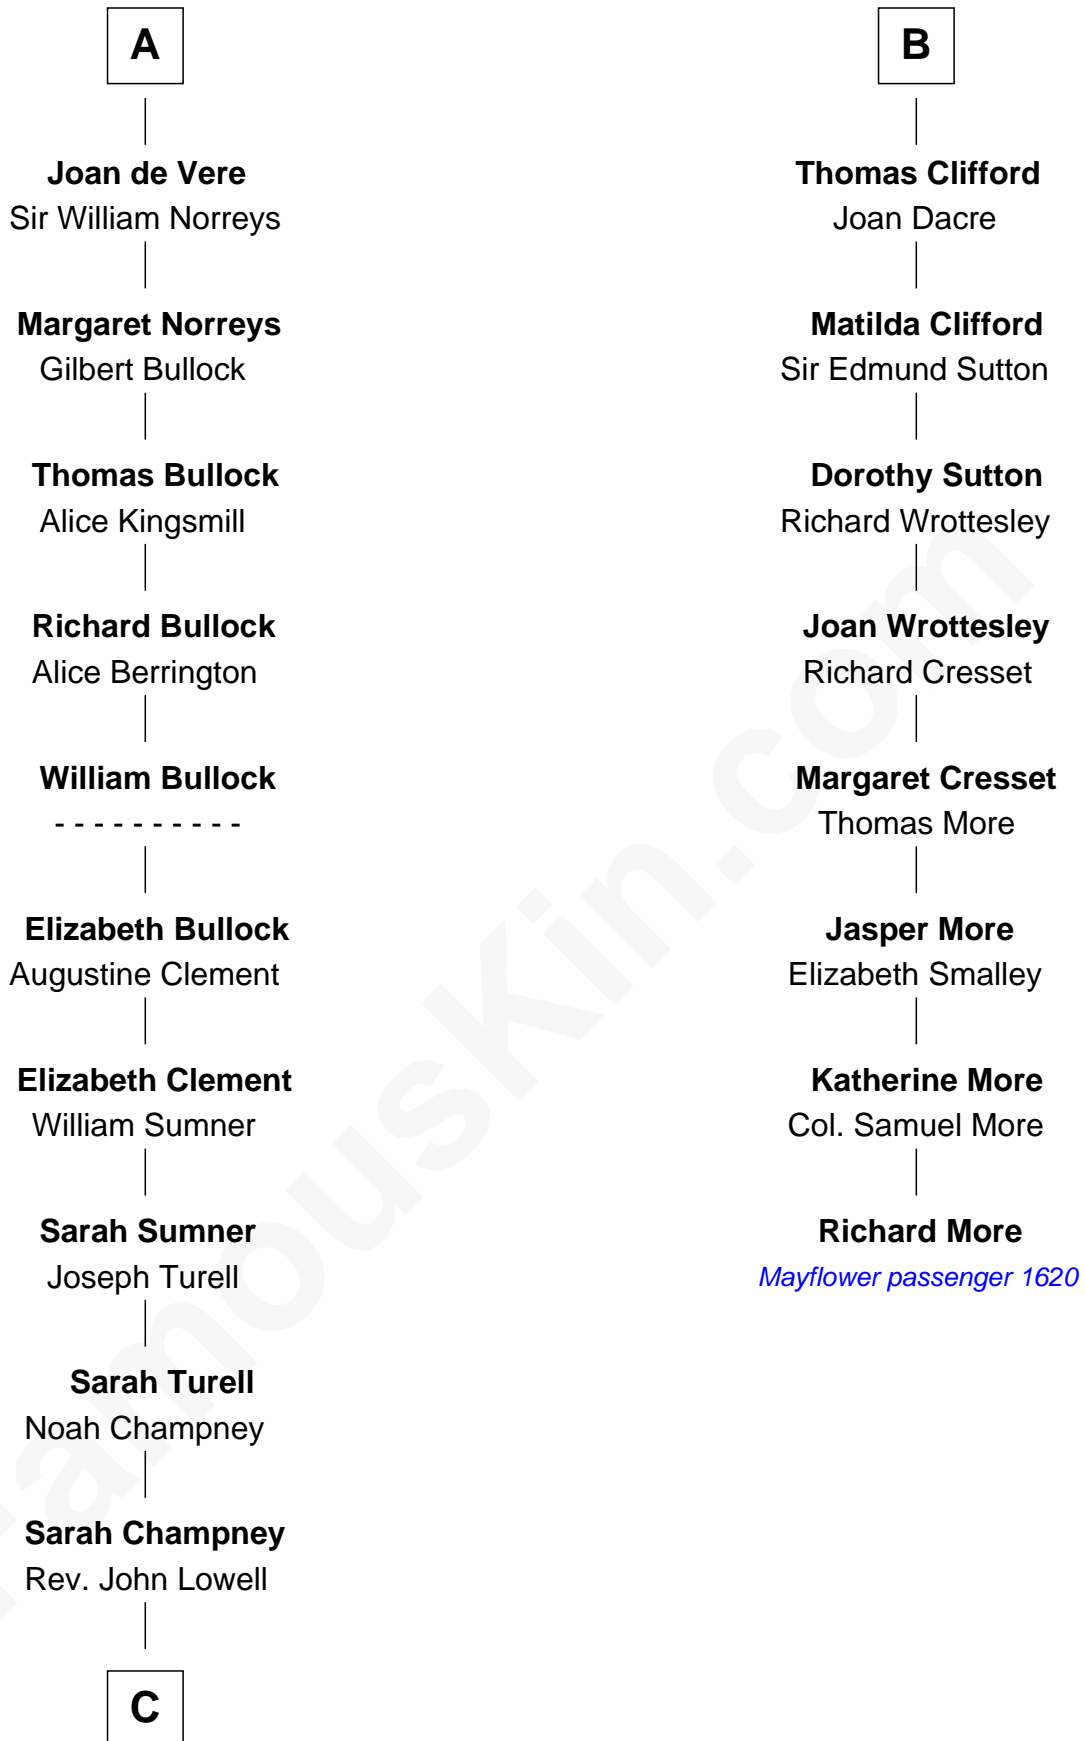 A
Joan de Vere
Sir William Norreys
Margaret Norreys
Gilbert Bullock
Thomas Bullock
Alice Kingsmill
Richard Bullock
Alice Berrington
William Bullock
- - - - - - - - - -
Elizabeth Bullock
Augustine Clement
Elizabeth Clement
William Sumner
Sarah Sumner
Joseph Turell
Sarah Turell
Noah Champney
Sarah Champney
Rev. John Lowell
C
B
Thomas Clifford
Joan Dacre
Matilda Clifford
Sir Edmund Sutton
Dorothy Sutton
Richard Wrottesley
Joan Wrottesley
Richard Cresset
Margaret Cresset
Thomas More
Jasper More
Elizabeth Smalley
Katherine More
Col. Samuel More
Richard More
Mayflower passenger 1620
FamousKin.com